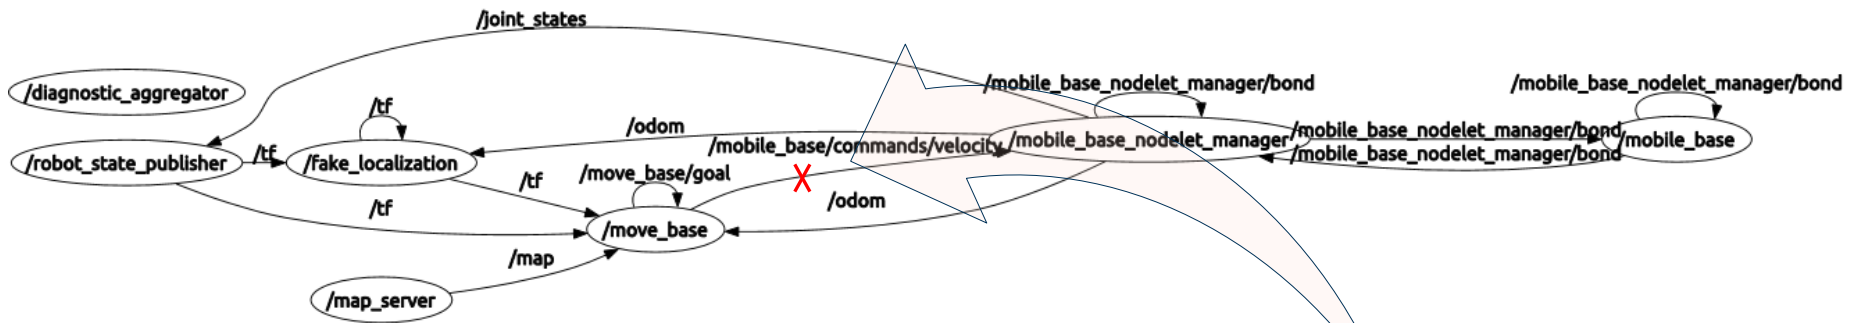 /joint_states
/mobile_base_nodelet_manager/bond
/mobile_base_nodelet_manager/bond
/diagnostic_aggregator
/tf
/odom
/mobile_base_nodelet_manager/bond
/mobile_base/commands/velocity
/mobile_base_nodelet_manager
/mobile_base
/mobile_base_nodelet_manager/bond
/robot_state_publisher
/tf
/fake_localization
/tf
/move_base/goal
/tf
/odom
/move_base
/map
/map_server